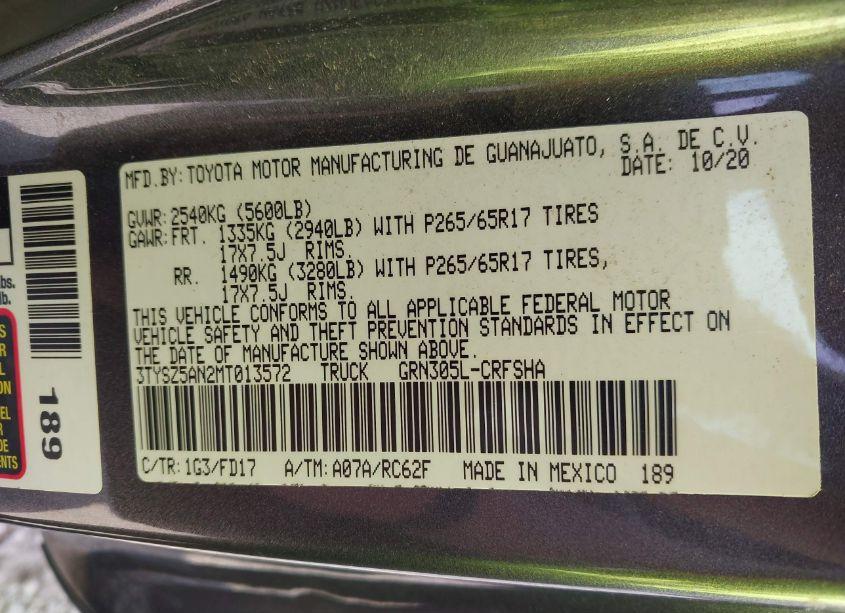 MFD.BY: TOYOTA MOTOR MANUFACTURING DE GUANAJUATO, S.A. DE C.V.
DATE: 10/20
GVWR: 2540KG (5600LB)
GAWR: FRT. 1335KG (2940LB) WITH P265/65R17 TIRES
17X7.5J RIMS.
RR. 1490KG (3280LB) WITH P265/65R17 TIRES,
17X7.5J RIMS.
THIS VEHICLE CONFORMS TO ALL APPLICABLE FEDERAL MOTOR
VEHICLE SAFETY AND THEFT PREVENTION STANDARDS IN EFFECT ON
THE DATE OF MANUFACTURE SHOWN ABOVE.
3TYSZ5AN2MT013572 TRUCK GRN305L-CRFSHA
C/TR: 1G3/FD17 A/TM: A07A/RC62F MADE IN MEXICO 189
189